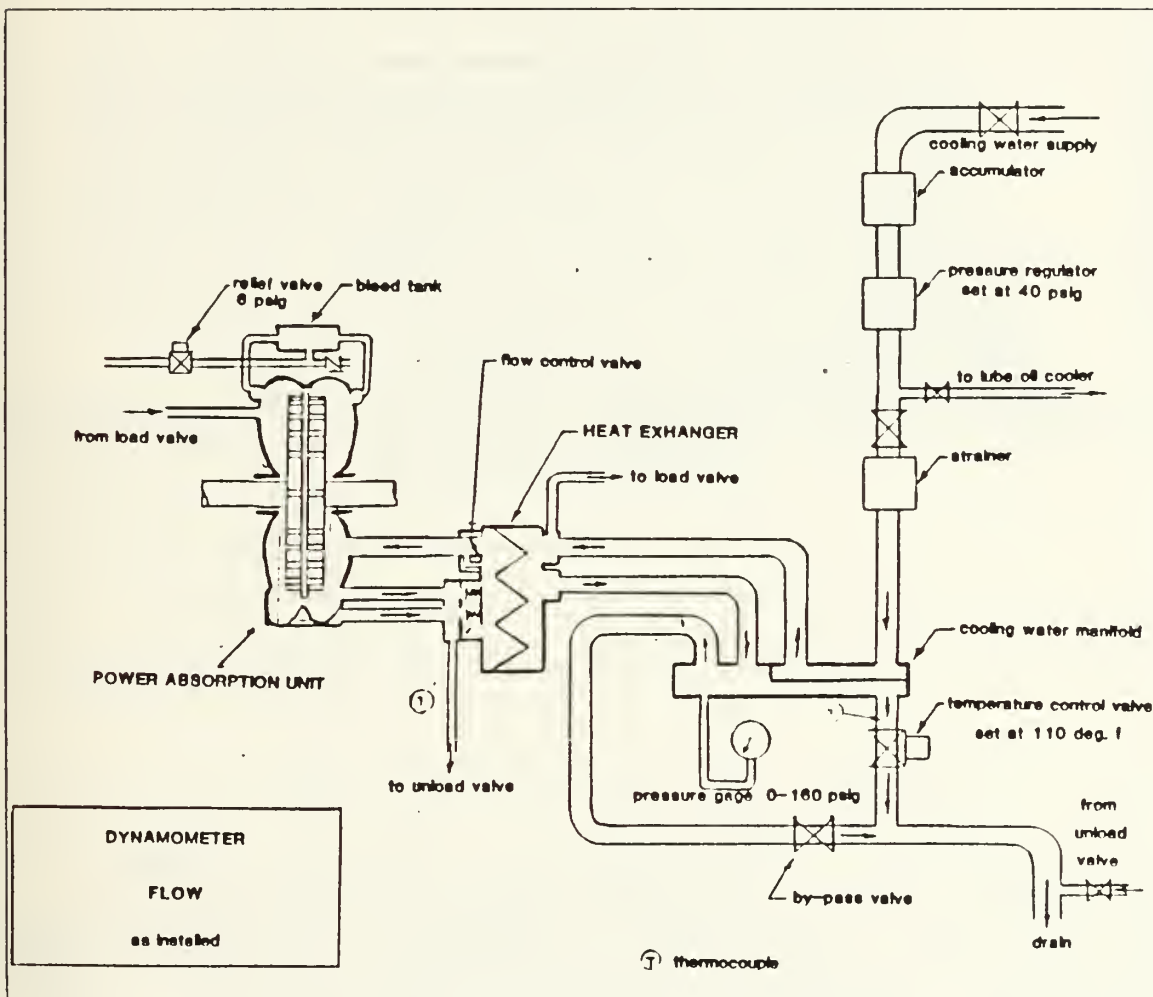 cooling water supply
accumulator
pressure regulator
set at 40 psig
relief valve
6 psig
bleed tank
flow control valve
to lube oil cooler
from load valve
HEAT EXHANGER
to load valve
strainer
cooling water manifold
POWER ABSORPTION UNIT
T
temperature control valve
set at 110 deg. f
to unload valve
pressure gage 0-160 psig
from
unload
valve
by-pass valve
drain
DYNAMOMETER
FLOW
as installed
T thermocouple